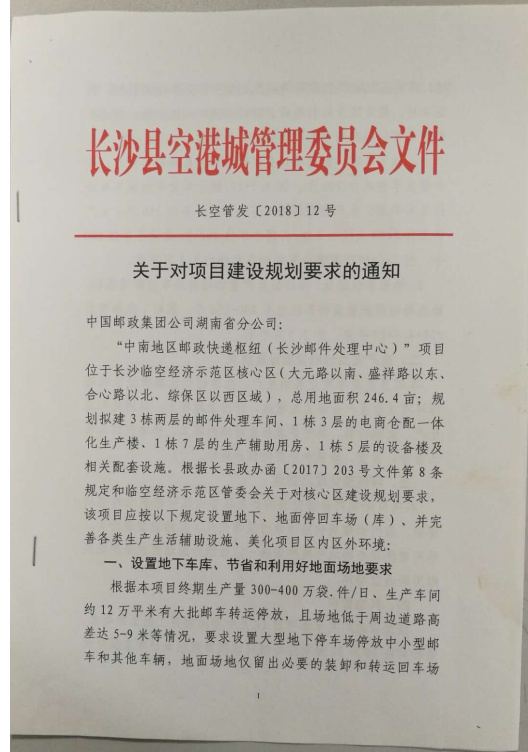 长沙县空港城管理委员会文件
长空管发〔2018〕12号
关于对项目建设规划要求的通知
中国邮政集团公司湖南省分公司：
“中南地区邮政快递枢纽（长沙邮件处理中心）”项目
位于长沙临空经济示范区核心区（大元路以南、盛祥路以东、
合心路以北、综保区以西区域），总用地面积246.4亩；规
划拟建3栋两层的邮件处理车间、1栋3层的电商仓配一体
化生产楼、1栋7层的生产辅助用房、1栋5层的设备楼及
相关配套设施。根据长县政办函〔2017〕203号文件第8条
规定和临空经济示范区管委会关于对核心区建设规划要求，
该项目应按以下规定设置地下、地面停回车场（库）、并完
善各类生产生活辅助设施、美化项目区内区外环境：
一、设置地下车库、节省和利用好地面场地要求
根据本项目终期生产量300-400万袋.件/日、生产车间
约12万平米有大批邮车转运停放，且场地低于周边道路高
差达5-9米等情况，要求设置大型地下停车场停放中小型邮
车和其他车辆，地面场地仅留出必要的装卸和转运回车场
1